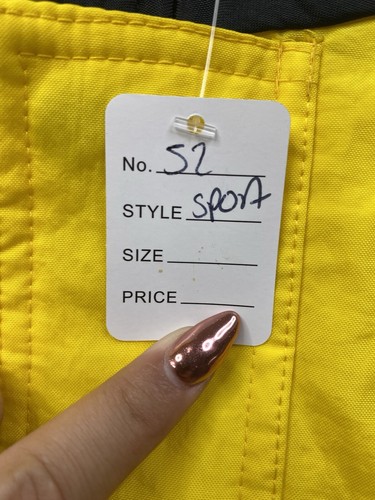 No. 52
STYLE sport
SIZE
PRICE